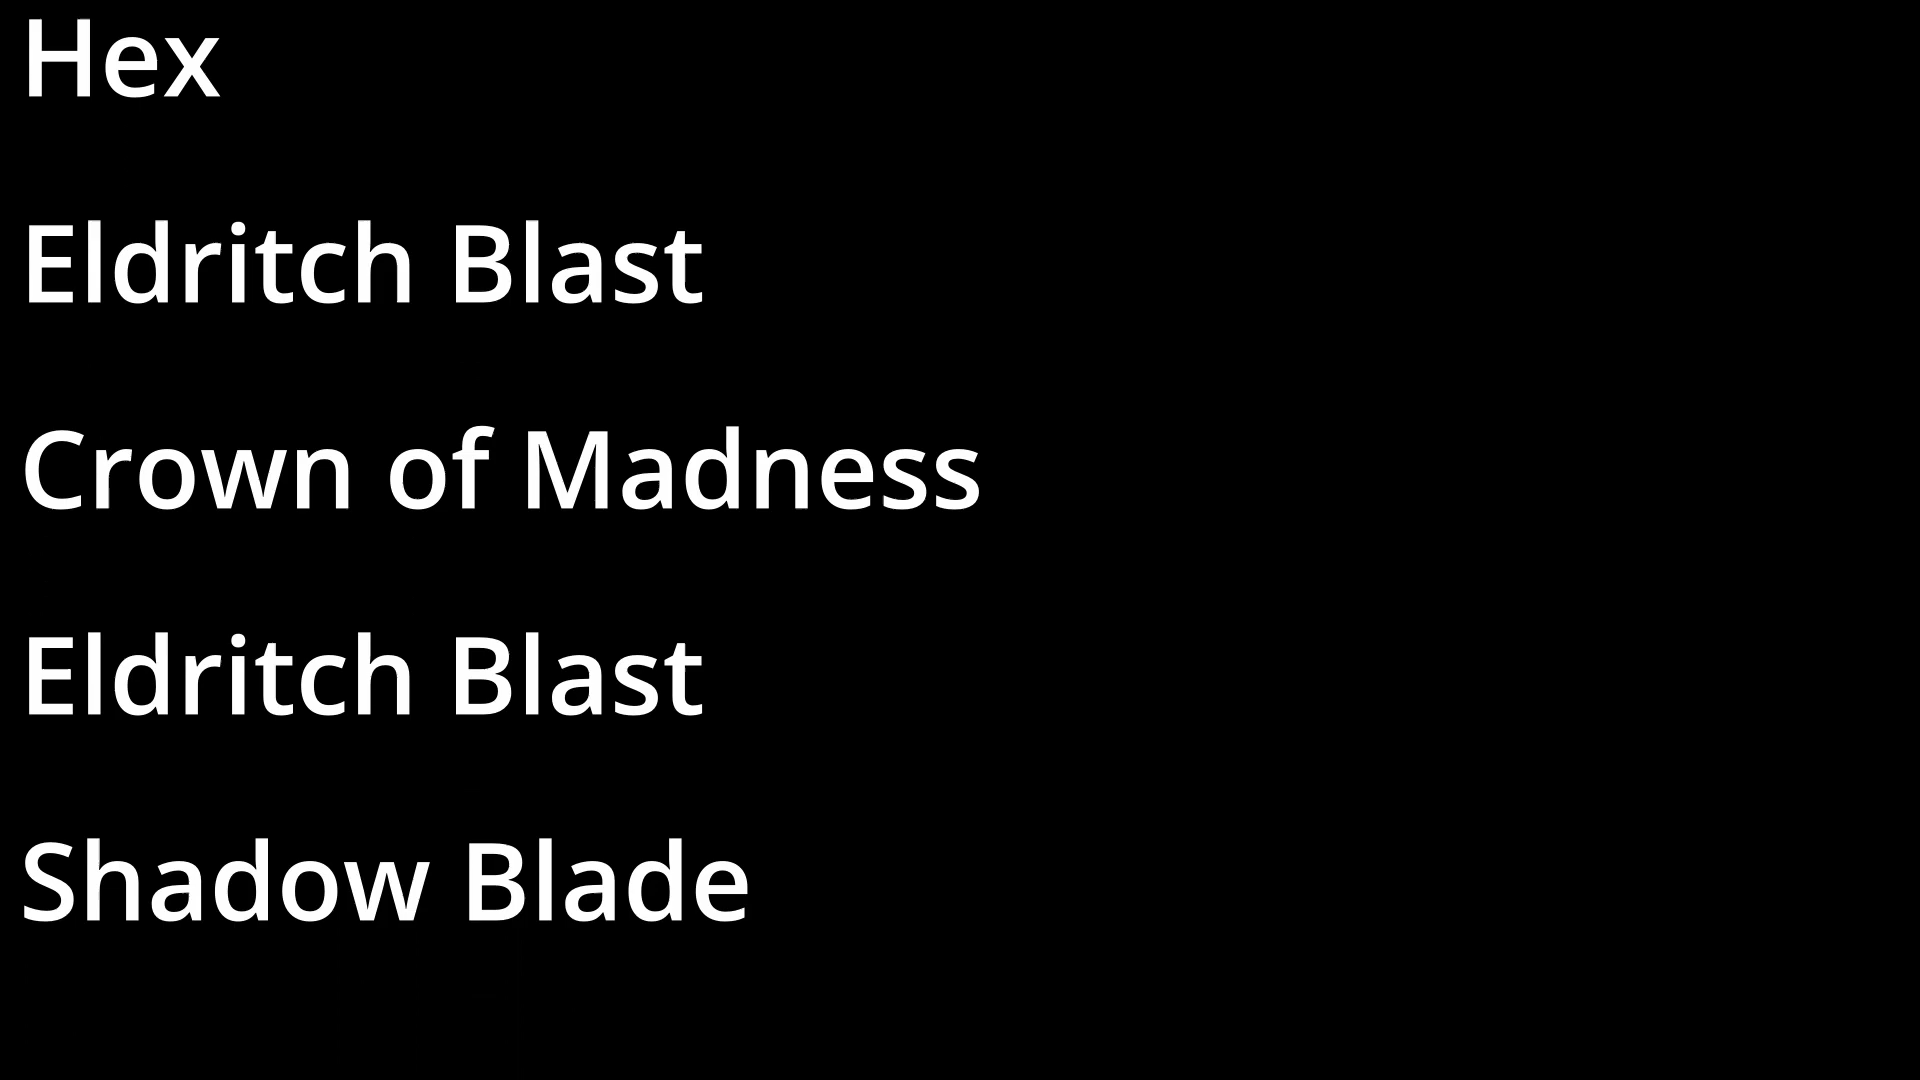 Hex
Eldritch Blast
Crown of Madness
Eldritch Blast
Shadow Blade